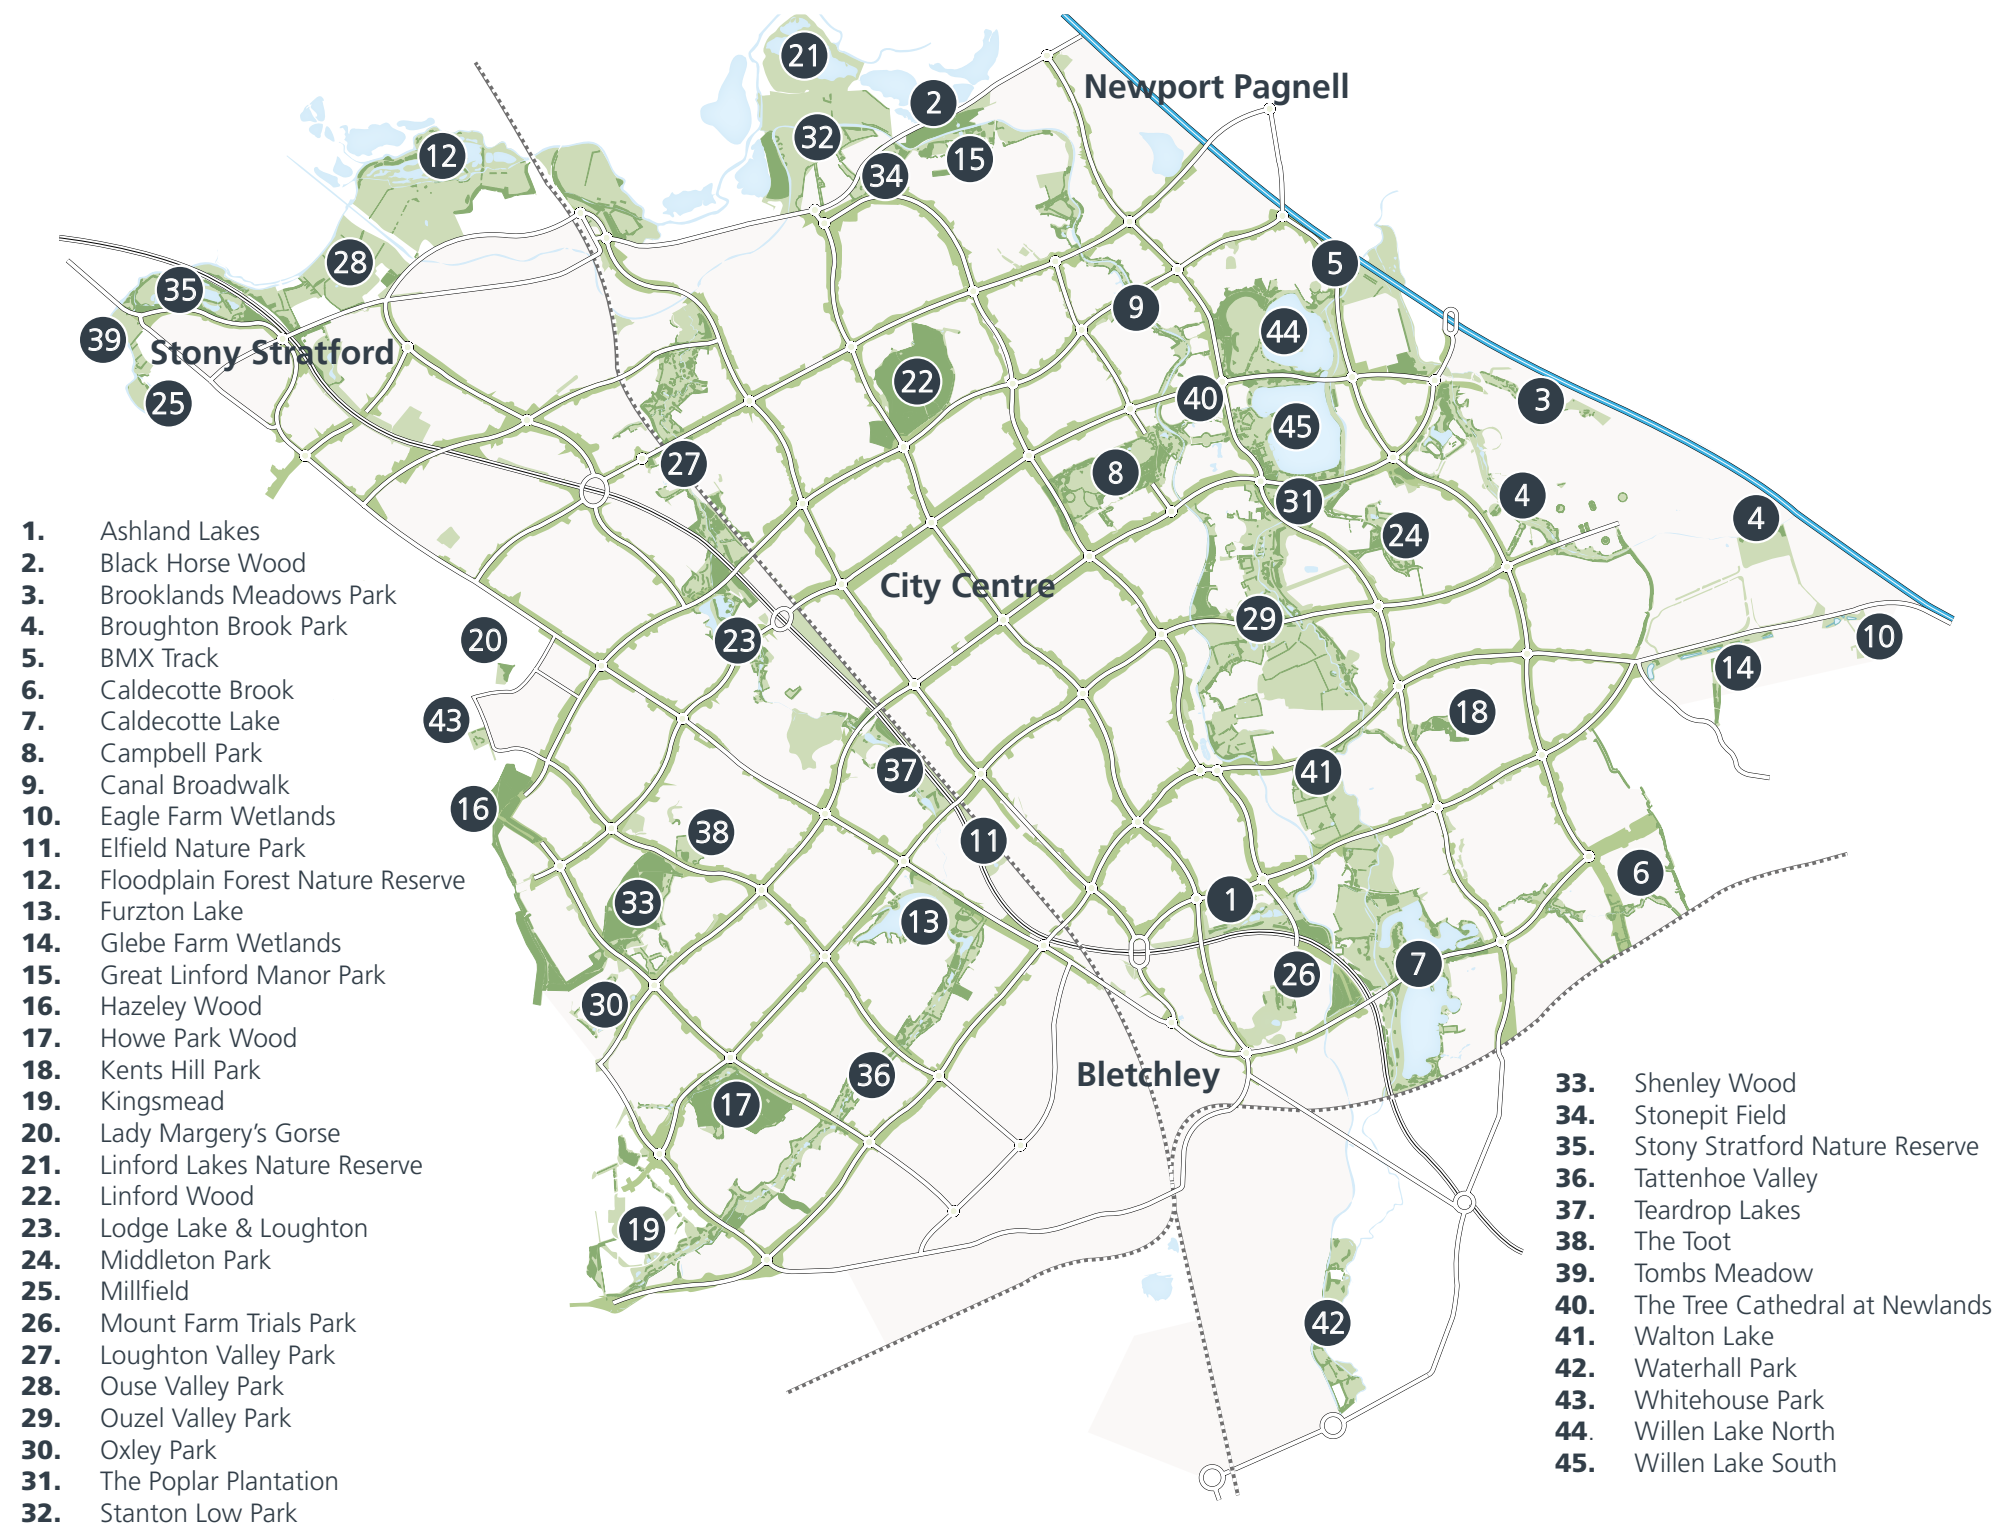 21
Newport Pagnell
2
32
12
15
34
28
5
35
9
44
39
Stony Stratford
22
40
3
25
45
27
8
4
31
4
24
City Centre
29
20
23
10
14
43
18
37
41
16
38
11
6
33
1
13
7
26
30
Bletchley
36
17
19
42
1. Ashland Lakes
2. Black Horse Wood
3. Brooklands Meadows Park
4. Broughton Brook Park
5. BMX Track
6. Caldecotte Brook
7. Caldecotte Lake
8. Campbell Park
9. Canal Broadwalk
10. Eagle Farm Wetlands
11. Elfield Nature Park
12. Floodplain Forest Nature Reserve
13. Furzton Lake
14. Glebe Farm Wetlands
15. Great Linford Manor Park
16. Hazeley Wood
17. Howe Park Wood
18. Kents Hill Park
19. Kingsmead
20. Lady Margery’s Gorse
21. Linford Lakes Nature Reserve
22. Linford Wood
23. Lodge Lake & Loughton
24. Middleton Park
25. Millfield
26. Mount Farm Trials Park
27. Loughton Valley Park
28. Ouse Valley Park
29. Ouzel Valley Park
30. Oxley Park
31. The Poplar Plantation
32. Stanton Low Park
33. Shenley Wood
34. Stonepit Field
35. Stony Stratford Nature Reserve
36. Tattenhoe Valley
37. Teardrop Lakes
38. The Toot
39. Tombs Meadow
40. The Tree Cathedral at Newlands
41. Walton Lake
42. Waterhall Park
43. Whitehouse Park
44. Willen Lake North
45. Willen Lake South